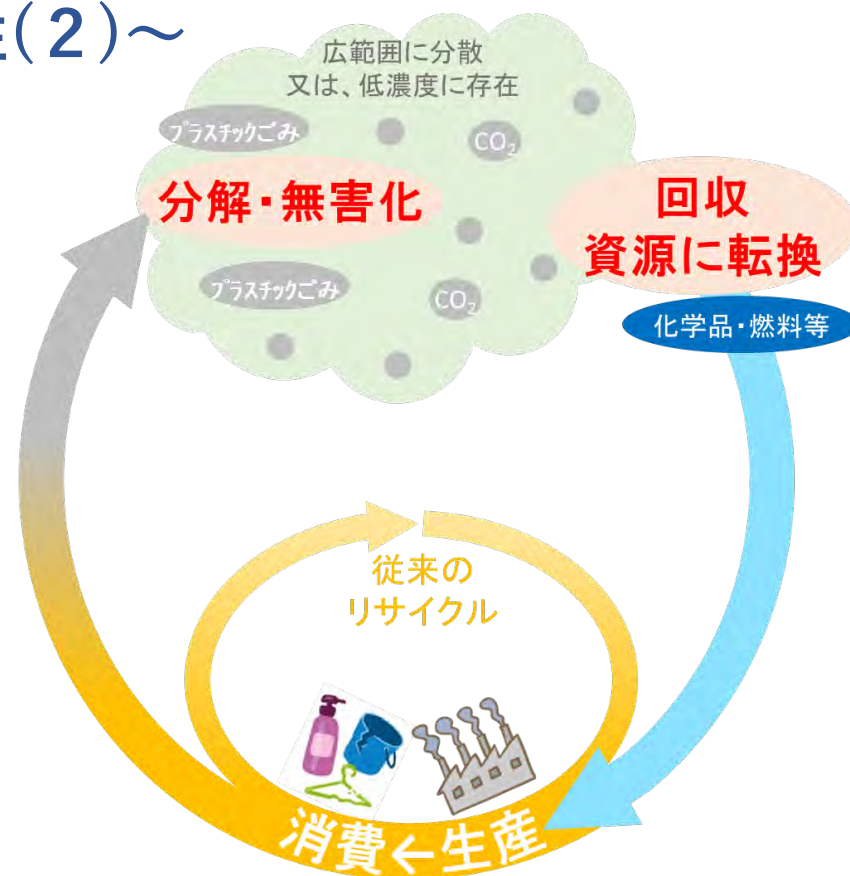 (２)～
広範囲に分散
又は、低濃度に存在
プラスチックごみ
CO₂
分解・無害化
回収
資源に転換
プラスチックごみ
CO₂
化学品・燃料等
従来の
リサイクル
消費←生産